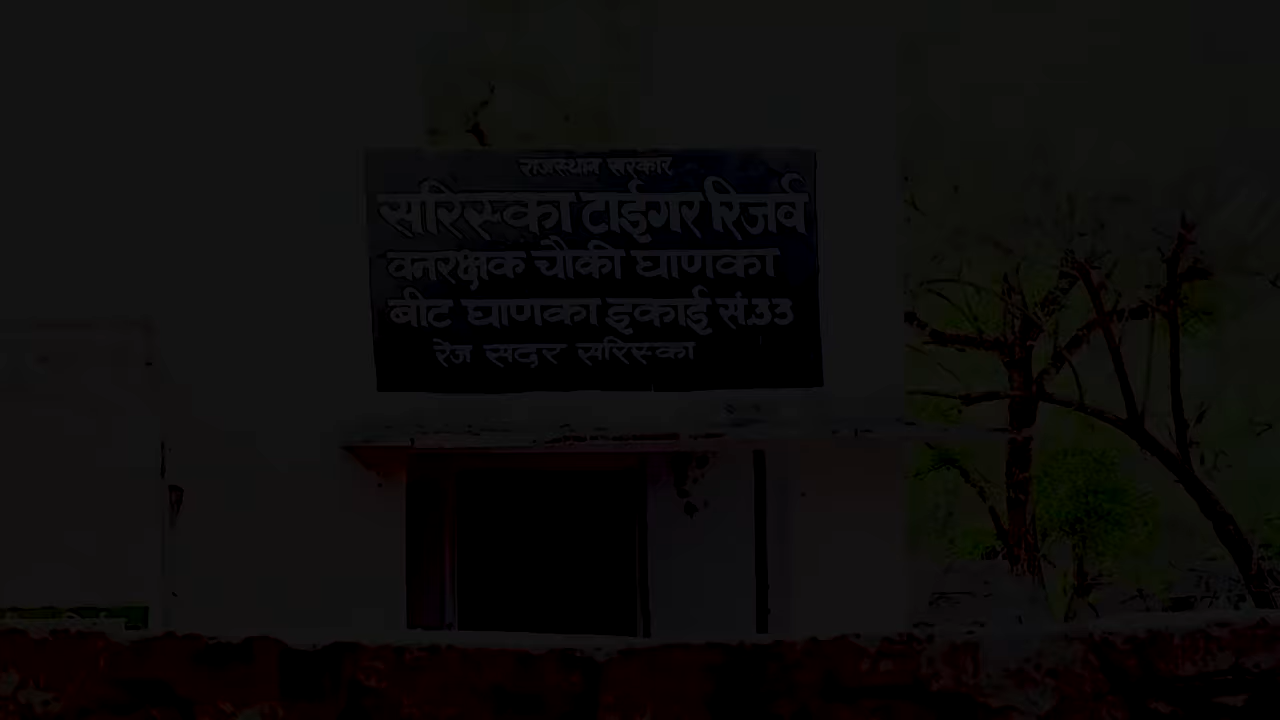 राजस्थान सरकार
सरिस्का टाईगर रिजर्व
वनरक्षक चौकी घाणका
बीट घाणका इकाई सं.33
रेंज सदर सरिस्का